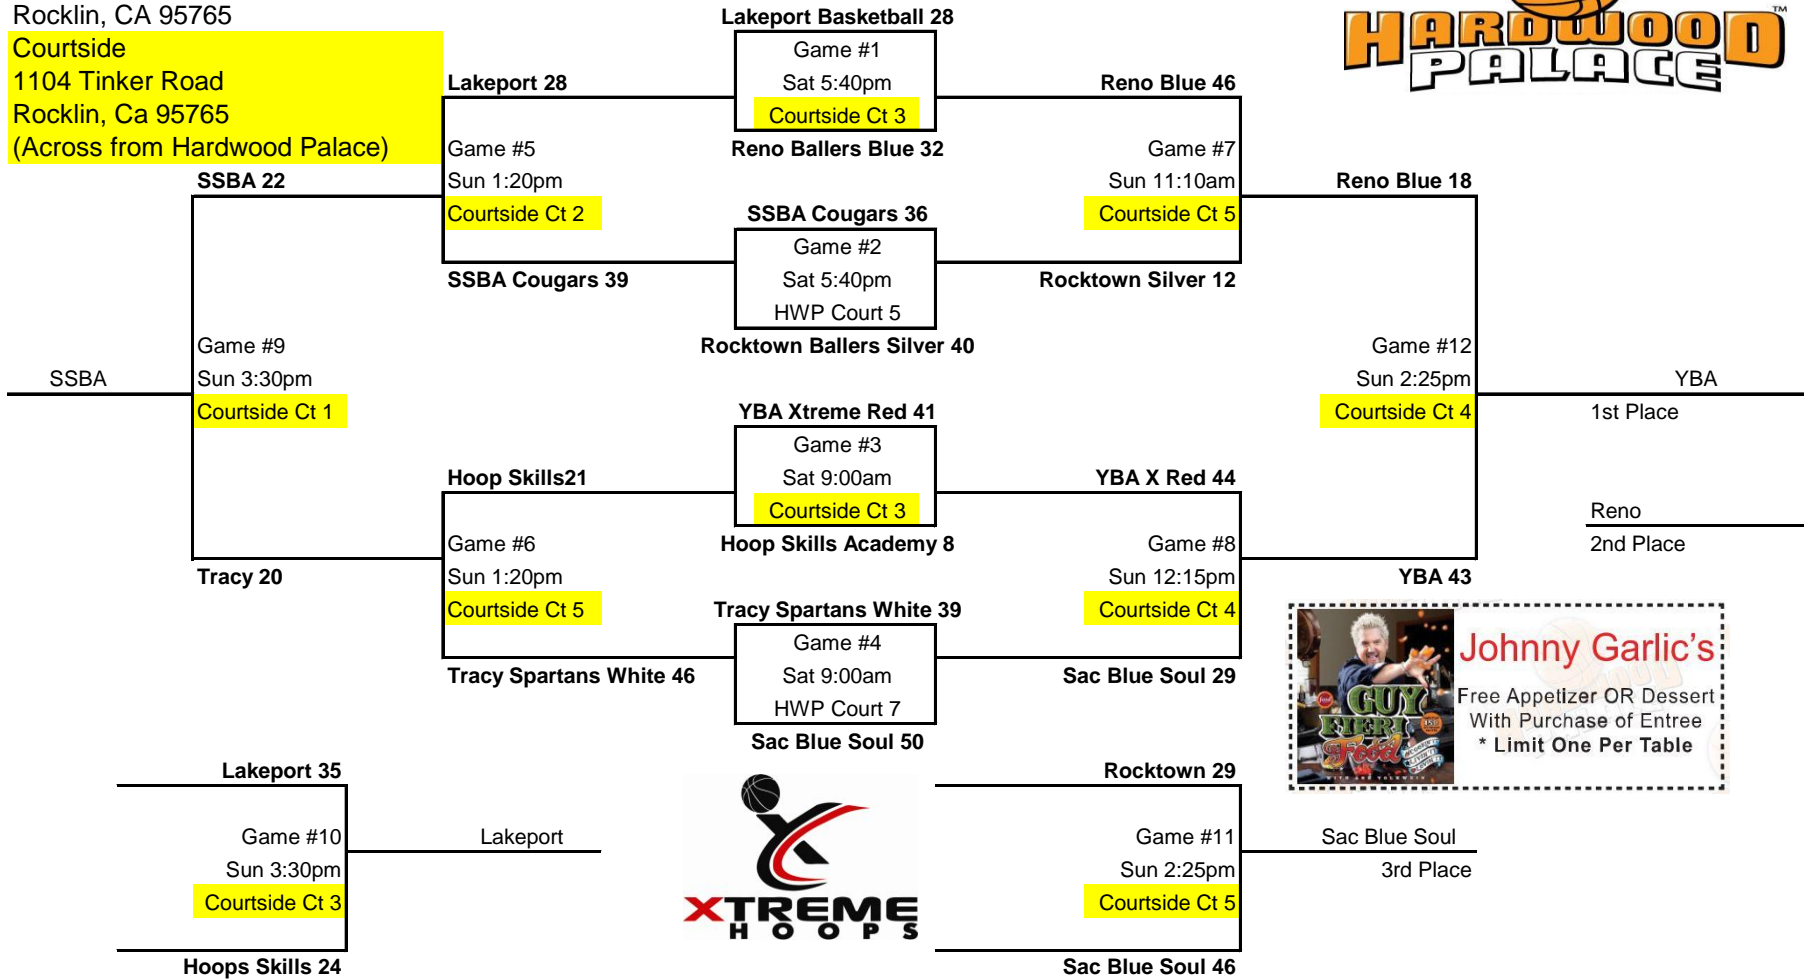 Rocklin, CA 95765
Courtside
1104 Tinker Road
Rocklin, Ca 95765
(Across from Hardwood Palace)
HARDWOOD
PALACE
TM
Lakeport Basketball 28
Game #1
Sat 5:40pm
Courtside Ct 3
Reno Ballers Blue 32
Lakeport 28
Game #5
Sun 1:20pm
Courtside Ct 2
SSBA Cougars 39
Reno Blue 46
Game #7
Sun 11:10am
Courtside Ct 5
Rocktown Silver 12
SSBA Cougars 36
Game #2
Sat 5:40pm
HWP Court 5
Rocktown Ballers Silver 40
SSBA 22
Game #9
Sun 3:30pm
Courtside Ct 1
Tracy 20
SSBA
Reno Blue 18
Game #12
Sun 2:25pm
Courtside Ct 4
YBA 43
YBA
1st Place
Reno
2nd Place
YBA Xtreme Red 41
Game #3
Sat 9:00am
Courtside Ct 3
Hoop Skills Academy 8
Hoop Skills21
Game #6
Sun 1:20pm
Courtside Ct 5
Tracy Spartans White 46
YBA X Red 44
Game #8
Sun 12:15pm
Courtside Ct 4
Sac Blue Soul 29
Tracy Spartans White 39
Game #4
Sat 9:00am
HWP Court 7
Sac Blue Soul 50
GUY
FIERI
Food
Johnny Garlic's
Free Appetizer OR Dessert
With Purchase of Entree
* Limit One Per Table
Lakeport 35
Game #10
Sun 3:30pm
Courtside Ct 3
Hoops Skills 24
Lakeport
XTREME
HOOPS
Rocktown 29
Game #11
Sun 2:25pm
Courtside Ct 5
Sac Blue Soul 46
Sac Blue Soul
3rd Place